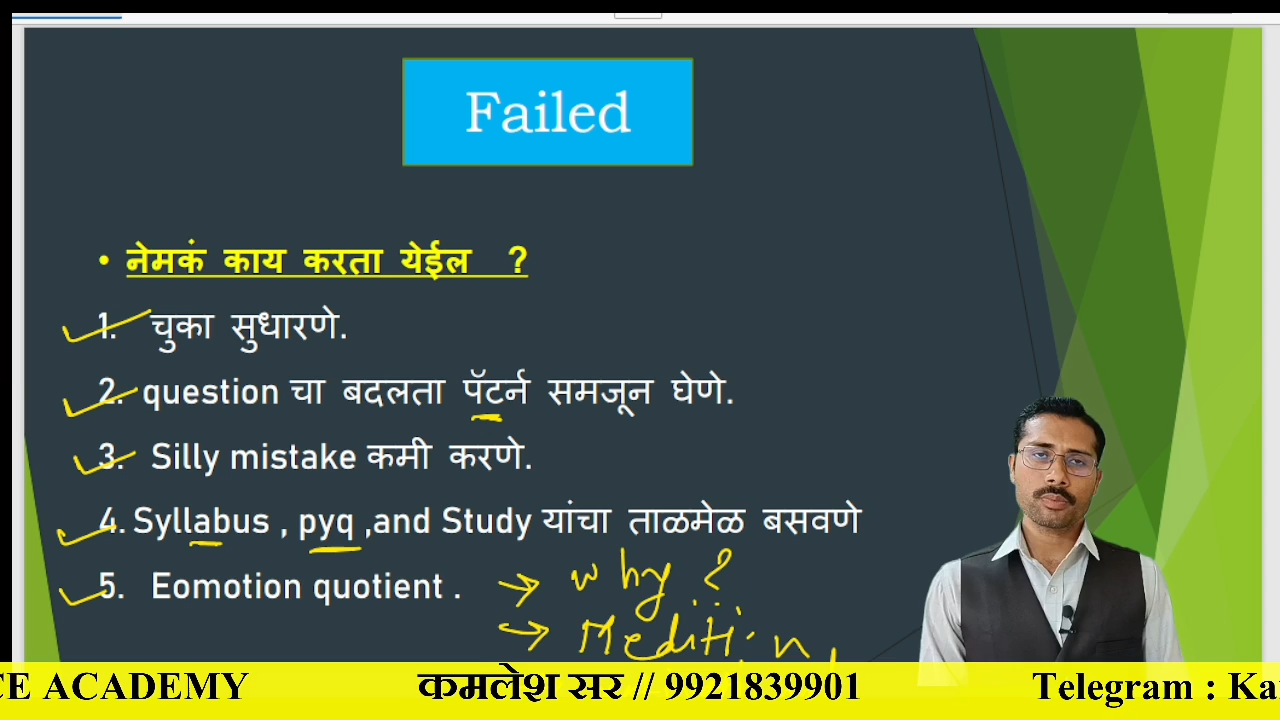 Failed
• नेमकं काय करता येईल ?
1. चुका सुधारणे.
2. question चा बदलता पॅटर्न समजून घेणे.
3. Silly mistake कमी करणे.
4. Syllabus , pyq ,and Study यांचा ताळमेळ बसवणे
5. Eomotion quotient .
→ why ?
→
CE ACADEMY कमलेश सर // 9921839901 Telegram : Ka